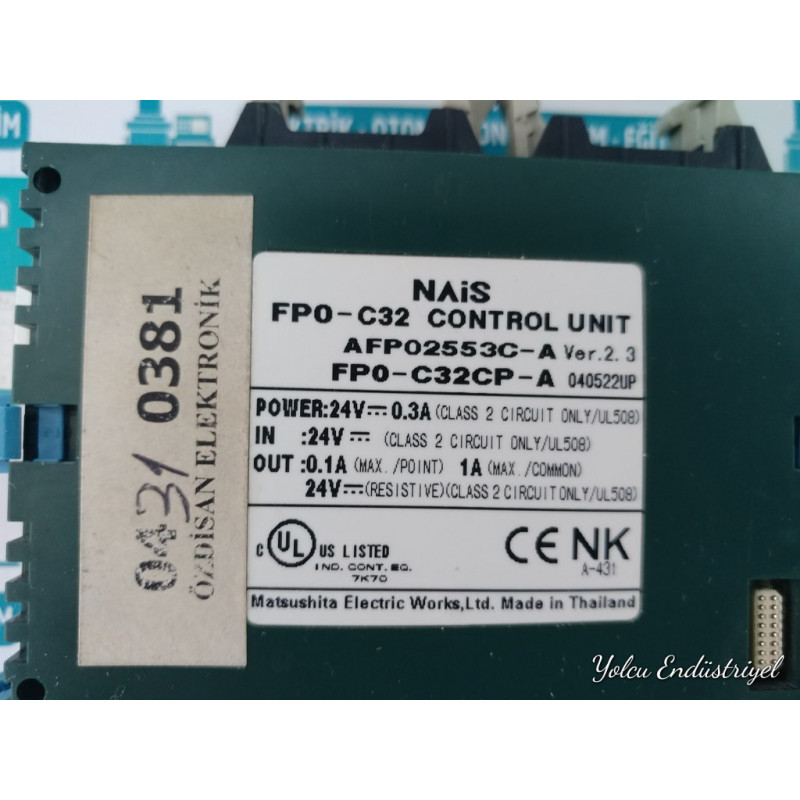 NAiS
FP0-C32 CONTROL UNIT
AFP02553C-A Ver.2.3
FP0-C32CP-A 040522UP
POWER:24V⎓0.3A (CLASS 2 CIRCUIT ONLY/UL508)
IN :24V⎓ (CLASS 2 CIRCUIT ONLY/UL508)
OUT :0.1A (MAX./POINT) 1A (MAX./COMMON)
24V⎓(RESISTIVE)(CLASS 2 CIRCUIT ONLY/UL508)
C UL US LISTED
IND. CONT. EQ.
7K70
CE NK
A-431
Matsushita Electric Works,Ltd. Made in Thailand
0431 0381
ÖZDİSAN ELEKTRONİK
Yolcu Endüstriyel